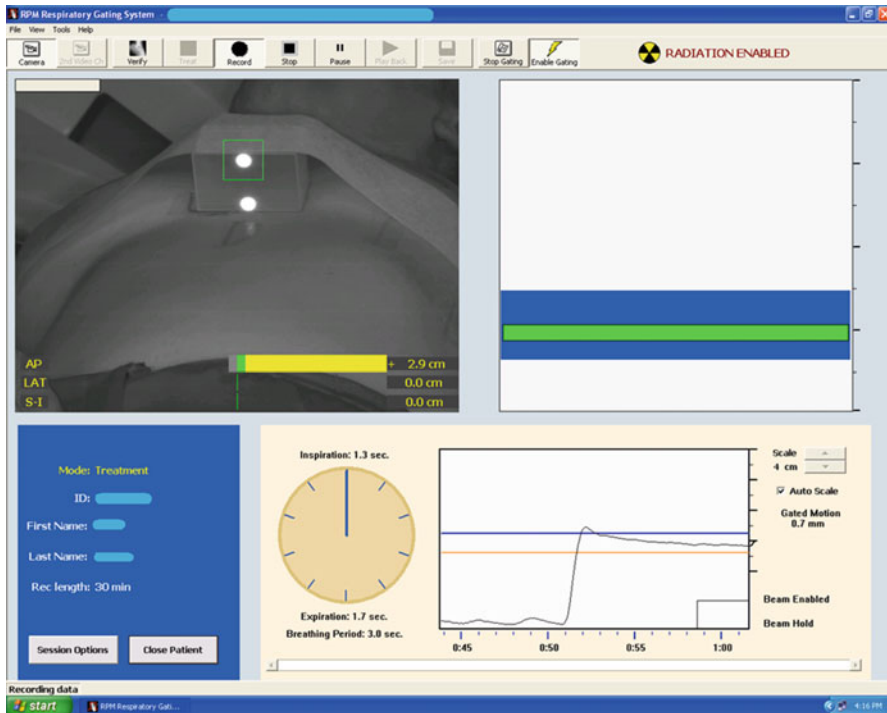 RPM Respiratory Gating System -
File View Tools Help
Camera 2nd Video Ch Verify Treat Record Stop Pause Play Back Save Stop Gating Enable Gating RADIATION ENABLED
AP + 2.9 cm
LAT 0.0 cm
S-I 0.0 cm
Mode: Treatment
ID:
First Name:
Last Name:
Rec length: 30 min
Session Options Close Patient
Inspiration: 1.3 sec.
Expiration: 1.7 sec.
Breathing Period: 3.0 sec.
0:45 0:50 0:55 1:00
Scale
4 cm
Auto Scale
Gated Motion
0.7 mm
Beam Enabled
Beam Hold
Recording data
start RPM Respiratory Gati... 4:16 PM